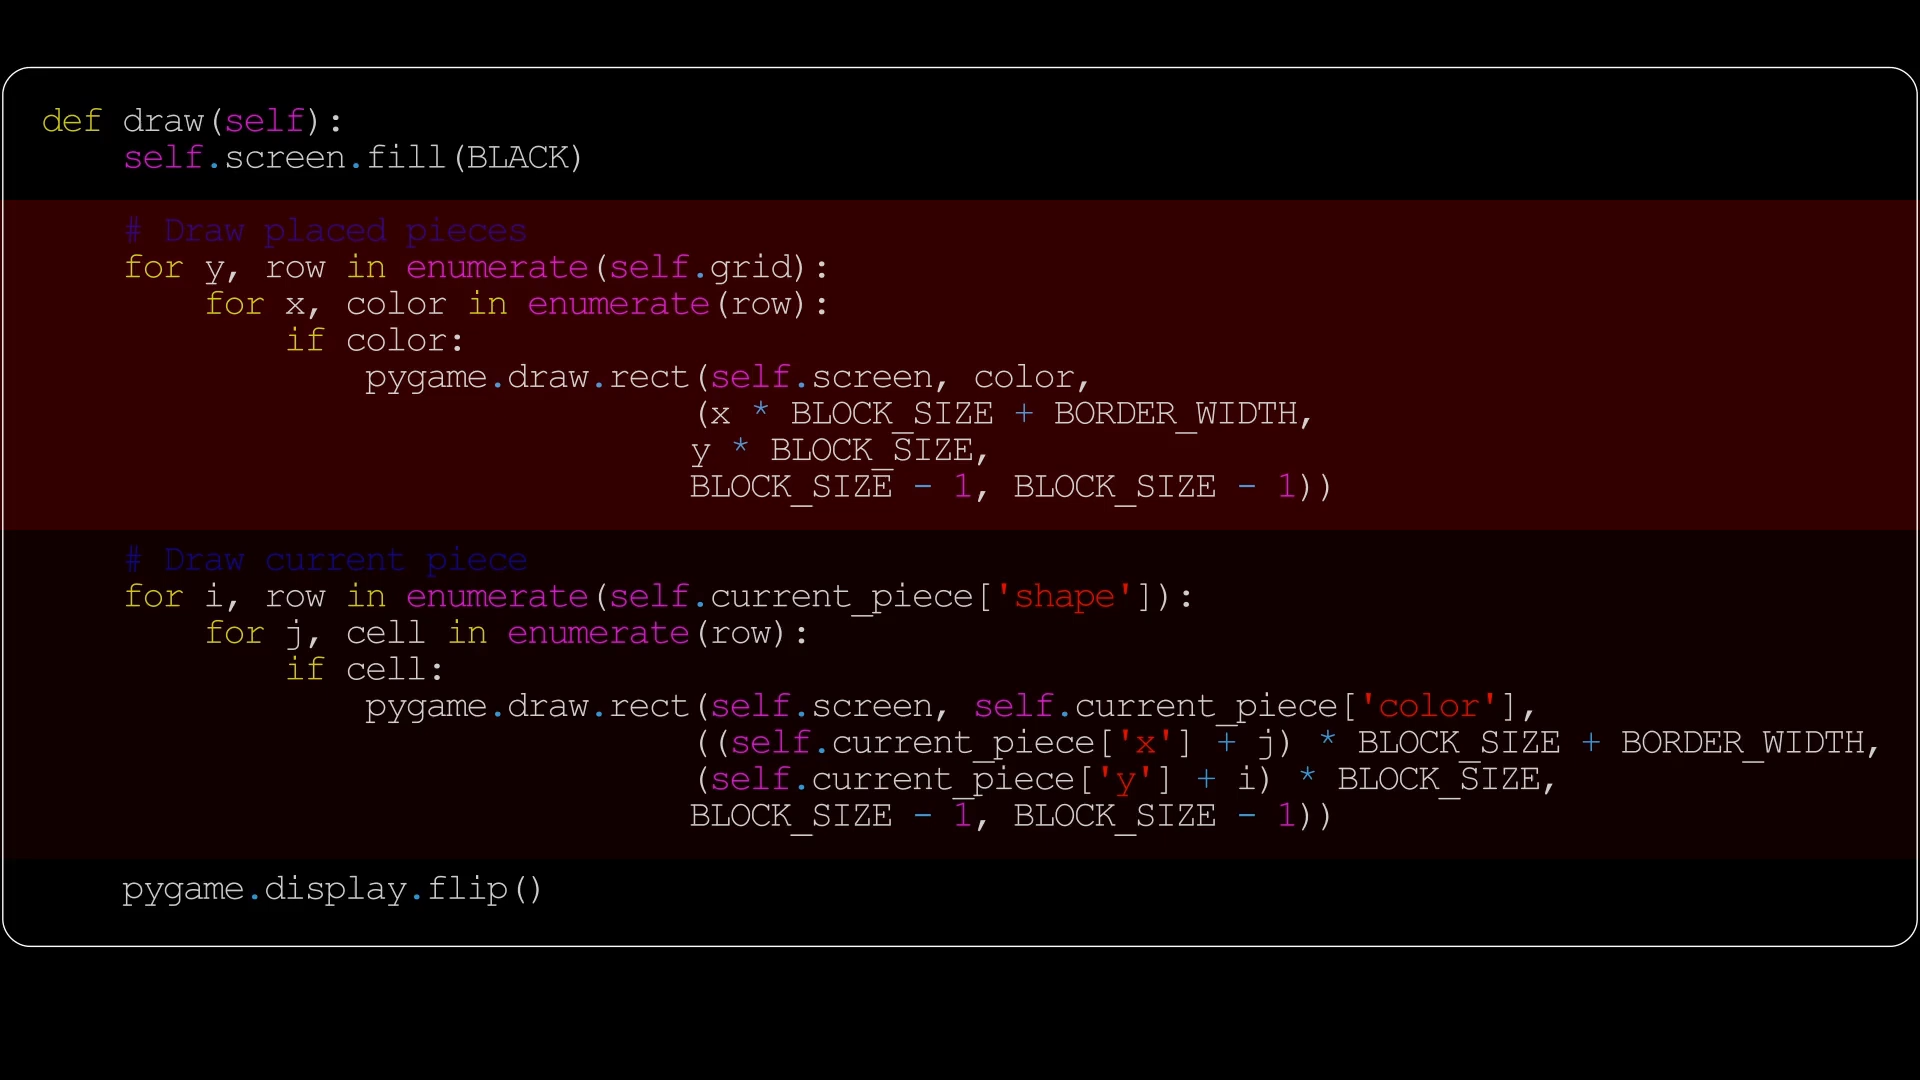 def draw(self):
    self.screen.fill(BLACK)
    # Draw placed pieces
    for y, row in enumerate(self.grid):
        for x, color in enumerate(row):
            if color:
                pygame.draw.rect(self.screen, color,
                                (x * BLOCK_SIZE + BORDER_WIDTH,
                                y * BLOCK_SIZE,
                                BLOCK_SIZE - 1, BLOCK_SIZE - 1))
    # Draw current piece
    for i, row in enumerate(self.current_piece['shape']):
        for j, cell in enumerate(row):
            if cell:
                pygame.draw.rect(self.screen, self.current_piece['color'],
                                ((self.current_piece['x'] + j) * BLOCK_SIZE + BORDER_WIDTH,
                                (self.current_piece['y'] + i) * BLOCK_SIZE,
                                BLOCK_SIZE - 1, BLOCK_SIZE - 1))
    pygame.display.flip()